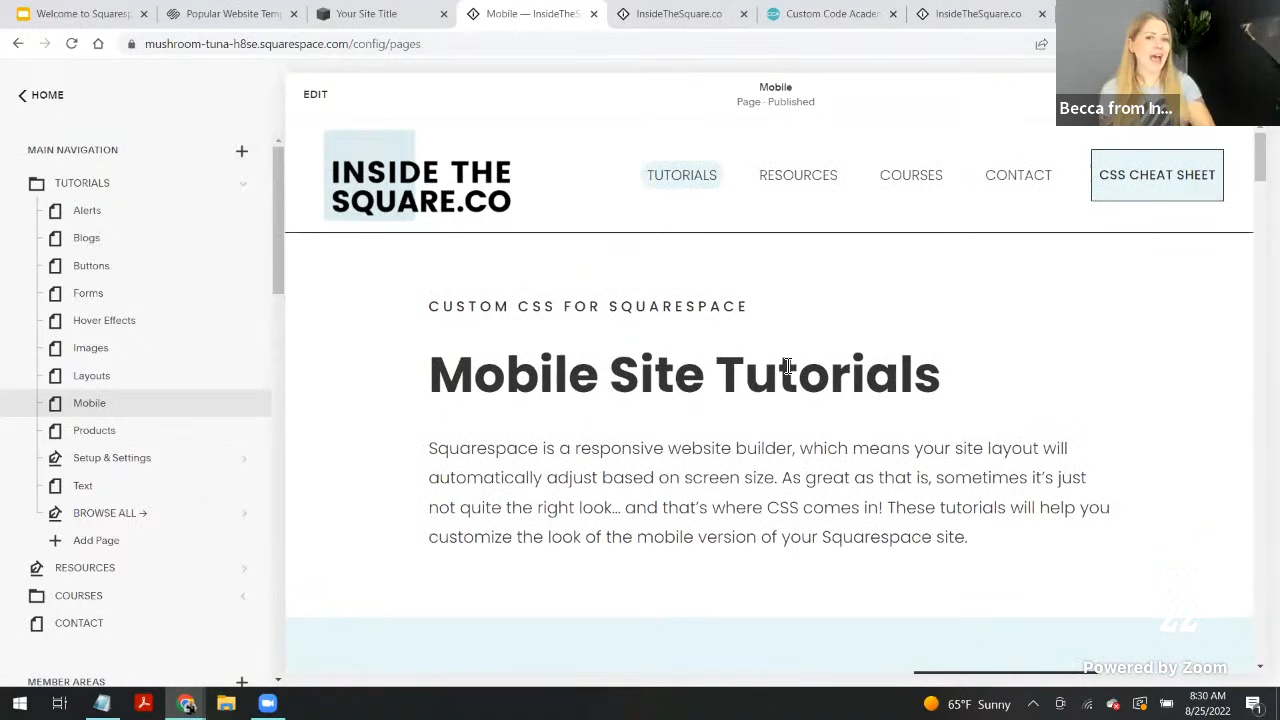 Welcome to Squaresp
Popular Website Temp
Your Site Title
Mobile — InsideTheS
InsideTheSquare.co
Custom Code Acade
InsideTheSquare.co
mushroom-tuna-h8se.squarespace.com/config/pages
HOME
EDIT
Mobile
Page · Published
Becca from In...
MAIN NAVIGATION
TUTORIALS
Alerts
Blogs
Buttons
Forms
Hover Effects
Images
Layouts
Mobile
Products
Setup & Settings
Text
BROWSE ALL →
Add Page
RESOURCES
COURSES
CONTACT
MEMBER AREAS
INSIDE THE
SQUARE.CO
TUTORIALS
RESOURCES
COURSES
CONTACT
CSS CHEAT SHEET
CUSTOM CSS FOR SQUARESPACE
Mobile Site Tutorials
Squarespace is a responsive website builder, which means your site layout will
automatically adjust based on screen size. As great as that is, sometimes it's just
not quite the right look... and that's where CSS comes in! These tutorials will help you
customize the look of the mobile version of your Squarespace site.
22
Powered by Zoom
65°F Sunny
8:30 AM
8/25/2022
1